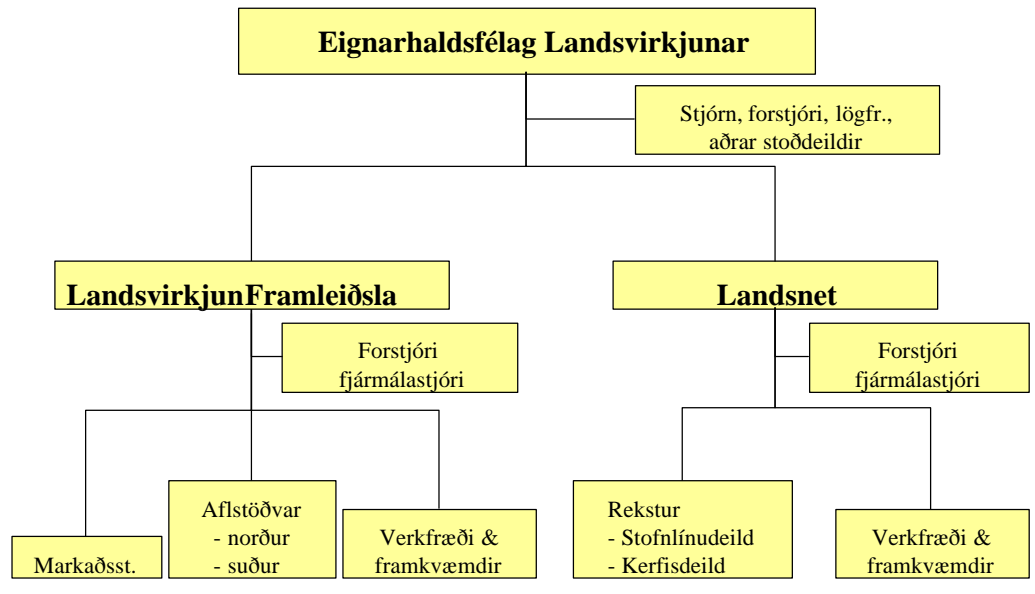 Eignarhaldsfélag Landsvirkjunar
Stjórn, forstjóri, lögfr.,
aðrar stoðdeildir
LandsvirkjunFramleiðsla
Landsnet
Forstjóri
fjármálastjóri
Forstjóri
fjármálastjóri
Markaðsst.
Aflstöðvar
- norður
- suður
Verkfræði &
framkvæmdir
Rekstur
- Stofnlínudeild
- Kerfisdeild
Verkfræði &
framkvæmdir